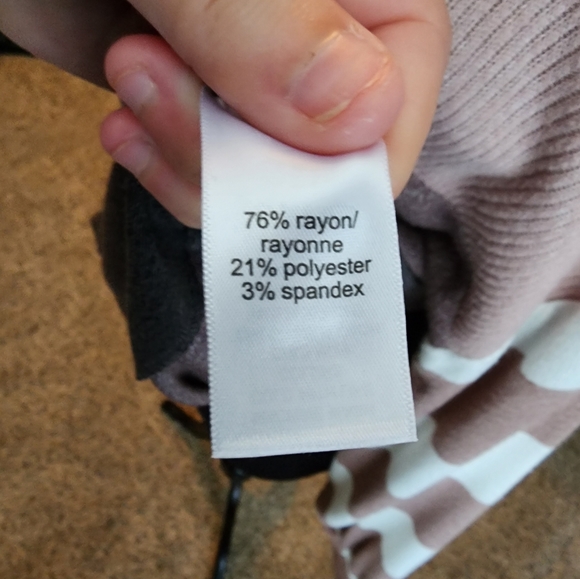 76% rayon/
rayonne
21% polyester
3% spandex